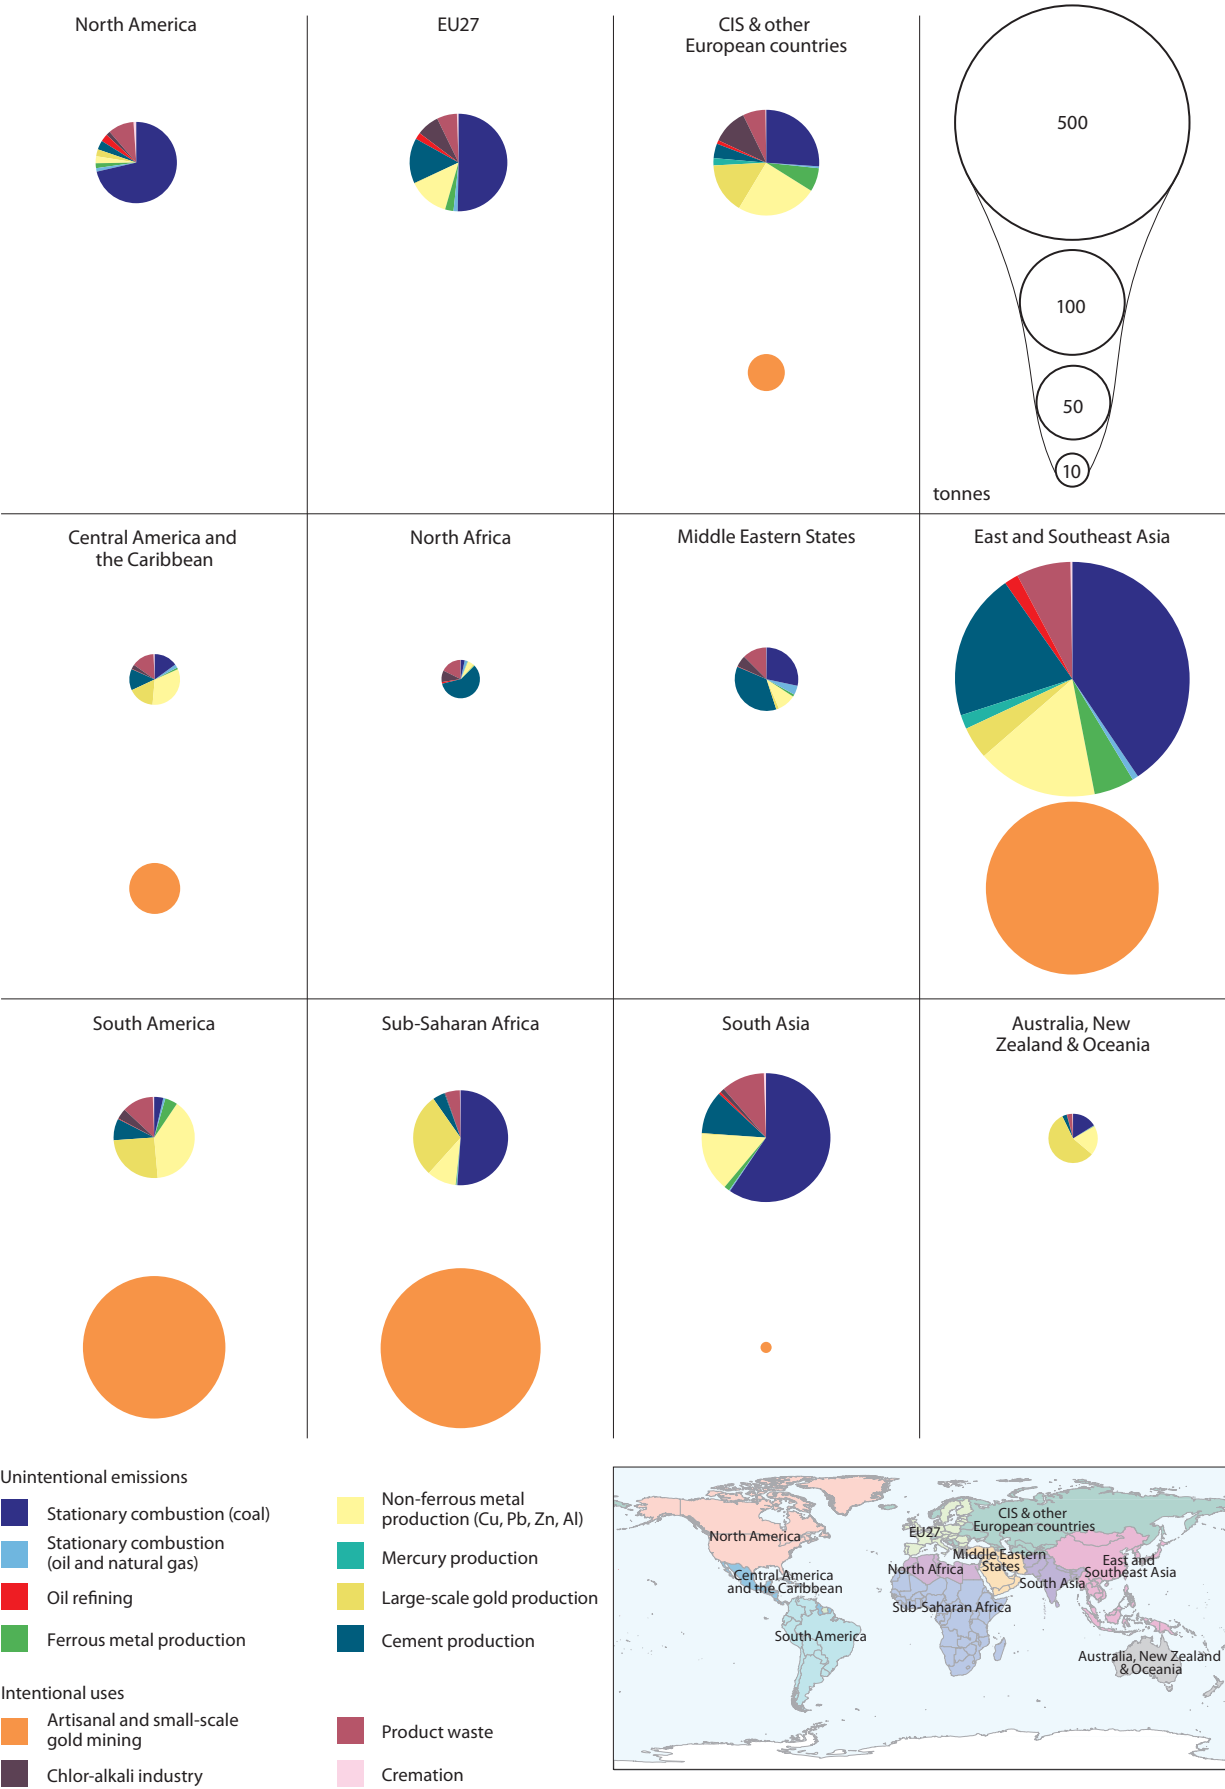 North America
EU27
CIS & other
European countries
500
100
50
10
tonnes
Central America and
the Caribbean
North Africa
Middle Eastern States
East and Southeast Asia
South America
Sub-Saharan Africa
South Asia
Australia, New
Zealand & Oceania
Unintentional emissions
Stationary combustion (coal)
Stationary combustion
(oil and natural gas)
Oil refining
Ferrous metal production
Non-ferrous metal
production (Cu, Pb, Zn, Al)
Mercury production
Large-scale gold production
Cement production
Intentional uses
Artisanal and small-scale
gold mining
Chlor-alkali industry
Product waste
Cremation
North America
EU27
CIS & other
European countries
Central America
and the Caribbean
North Africa
Middle Eastern
States
South Asia
East and
Southeast Asia
Sub-Saharan Africa
South America
Australia, New Zealand
& Oceania